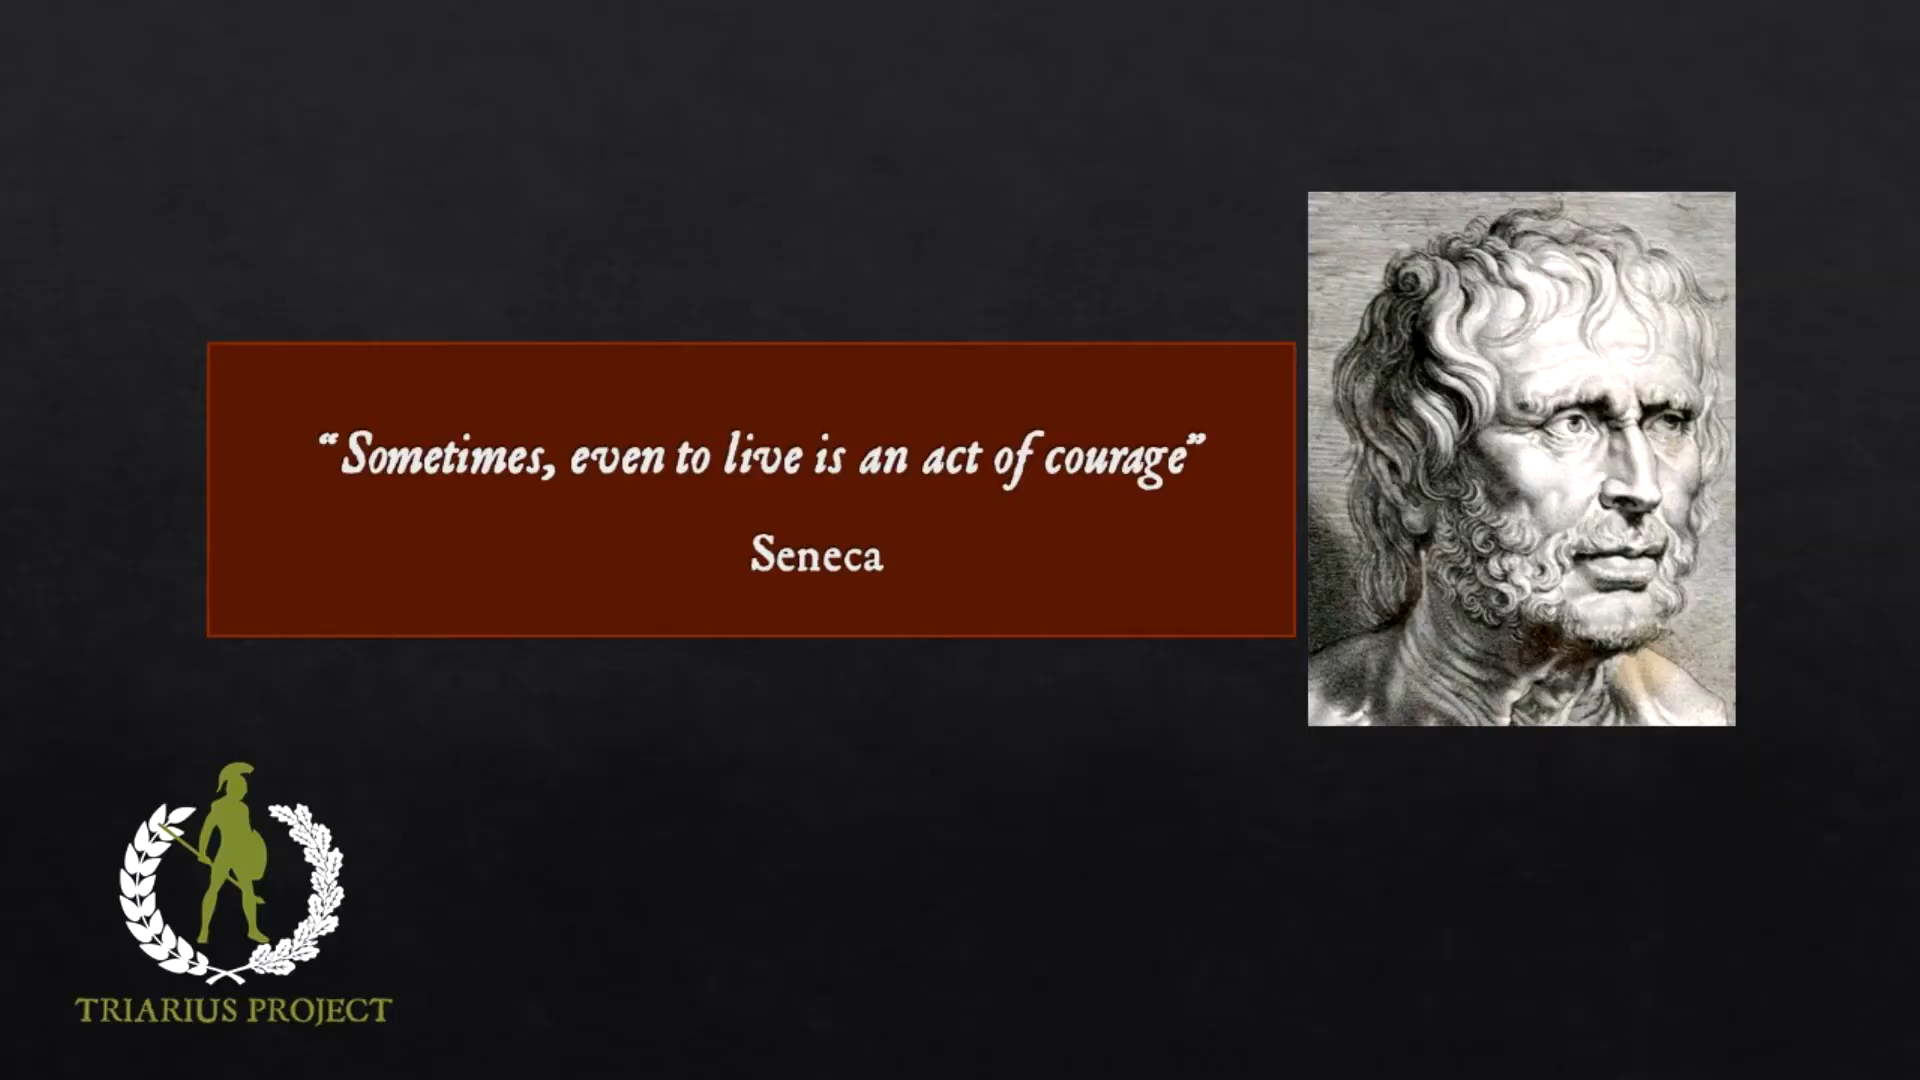 “Sometimes, even to live is an act of courage”
Seneca
TRIARIUS PROJECT